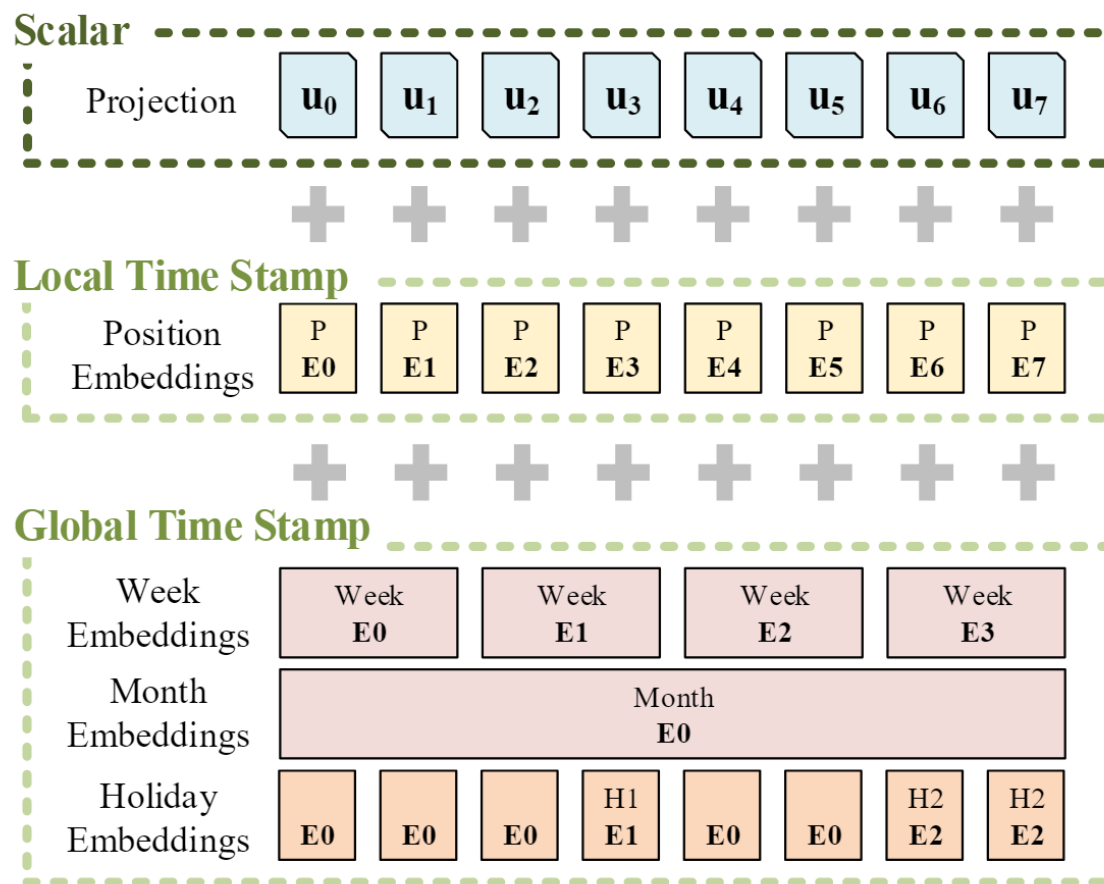 Scalar
Projection
u₀ u₁ u₂ u₃ u₄ u₅ u₆ u₇
Local Time Stamp
Position
Embeddings
P P P P P P P P
E0 E1 E2 E3 E4 E5 E6 E7
Global Time Stamp
Week
Embeddings
Week Week Week Week
E0 E1 E2 E3
Month
Embeddings
Month
E0
Holiday
Embeddings
H1 H2 H2
E0 E0 E0 E1 E0 E0 E2 E2